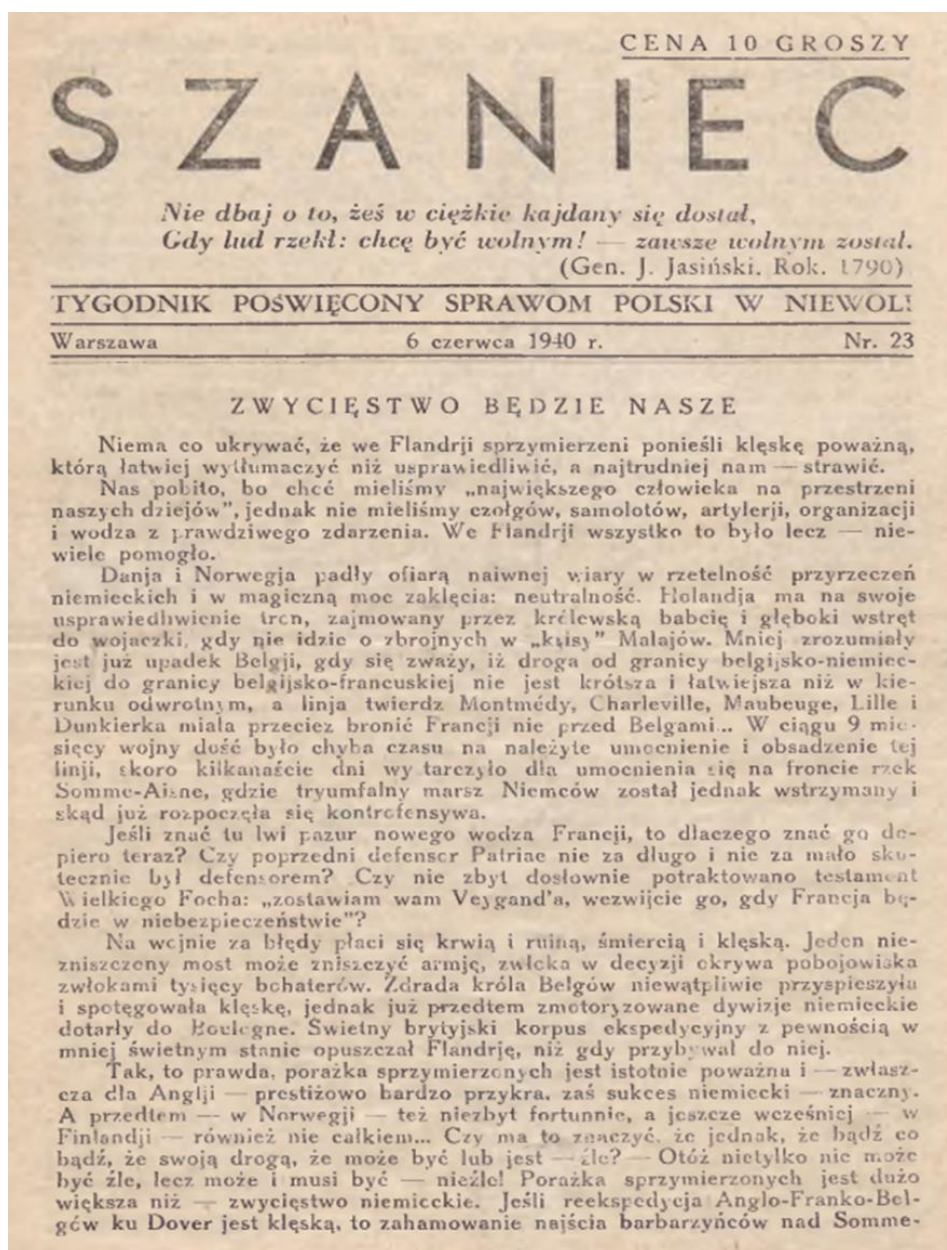 CENA 10 GROSZY
SZANIEC
Nie dbaj o to, żeś w ciężkie kajdany się dostał,
Gdy lud rzekł: chcę być wolnym! — zawsze wolnym został.
(Gen. J. Jasiński. Rok. 1790)
TYGODNIK POŚWIĘCONY SPRAWOM POLSKI W NIEWOLI
Warszawa 6 czerwca 1940 r. Nr. 23
ZWYCIĘSTWO BĘDZIE NASZE
Niema co ukrywać, że we Flandrji sprzymierzeni ponieśli klęskę poważną,
którą łatwiej wytłumaczyć niż usprawiedliwić, a najtrudniej nam — strawić.
Nas pobito, bo choć mieliśmy „największego człowieka na przestrzeni
naszych dziejów", jednak nie mieliśmy czołgów, samolotów, artylerji, organizacji
i wodza z prawdziwego zdarzenia. We Flandrji wszystko to było lecz — nie-
wiele pomogło.
Danja i Norwegja padły ofiarą naiwnej wiary w rzetelność przyrzeczeń
niemieckich i w magiczną moc zaklęcia: neutralność. Holandja ma na swoje
usprawiedliwienie tron, zajmowany przez królewską babcię i głęboki wstręt
do wojaczki, gdy nie idzie o zbrojnych w Malajów. Mniej zrozumiały
jest już upadek Belgji, gdy się zważy, iż droga od granicy belgijsko-niemiec-
kiej do granicy belgijsko-francuskiej nie jest krótsza i łatwiejsza niż w kie-
runku odwrotnym, a linja twierdz Montmédy, Charleville, Maubeuge, Lille i
Dunkierka miała przecież bronić Francji nie przed Belgami... W ciągu 9 mie-
sięcy wojny dość było chyba czasu na należyte umocnienie i obsadzenie tej
linji, skoro kilkanaście dni wystarczyło dla umocnienia się na froncie rzek
Somme-Aisne, gdzie tryumfalny marsz Niemców został jednak wstrzymany i
skąd już rozpoczęła się kontrofensywa.
Jeśli znać tu lwi pazur nowego wodza Francji, to dlaczego znać go do-
piero teraz? Czy poprzedni defensor Patriae nie za długo i nie za mało sku-
tecznie był defensorem? Czy nie zbyt dosłownie potraktowano testament
Wielkiego Focha: „zostawiam wam Veygand'a, wezwijcie go, gdy Francja bę-
dzie w niebezpieczeństwie"?
Na wojnie za błędy płaci się krwią i ruiną, śmiercią i klęską. Jeden nie-
zniszczony most może zniszczyć armję, zwłoka w decyzji okrywa pobojowiska
zwłokami tysięcy bohaterów. Zdrada króla Belgów niewątpliwie przyspieszyła
i spotęgowała klęskę, jednak już przedtem zmotoryzowane dywizje niemieckie
dotarły do Boulogne. Świetny brytyjski korpus ekspedycyjny z pewnością w
mniej świetnym stanie opuszczał Flandrję, niż gdy przybywał do niej.
Tak, to prawda, porażka sprzymierzonych jest istotnie poważna i — zwłasz-
cza dla Anglji — prestiżowo bardzo przykra, zaś sukces niemiecki — znaczny.
A przedtem — w Norwegji — też niezbyt fortunnie, a jeszcze wcześniej — w
Finlandji — również nie całkiem... Czy ma to znaczyć, że jednak, że bądź co
bądź, że swoją drogą, że może być lub jest — źle? — Otóż nietylko nie może
być źle, lecz może i musi być — nieźle! Porażka sprzymierzonych jest dużo
większa niż — zwycięstwo niemieckie. Jeśli reekspedycja Anglo-Franko-Bel-
gów ku Dover jest klęską, to zahamowanie najścia barbarzyńców nad Somme-